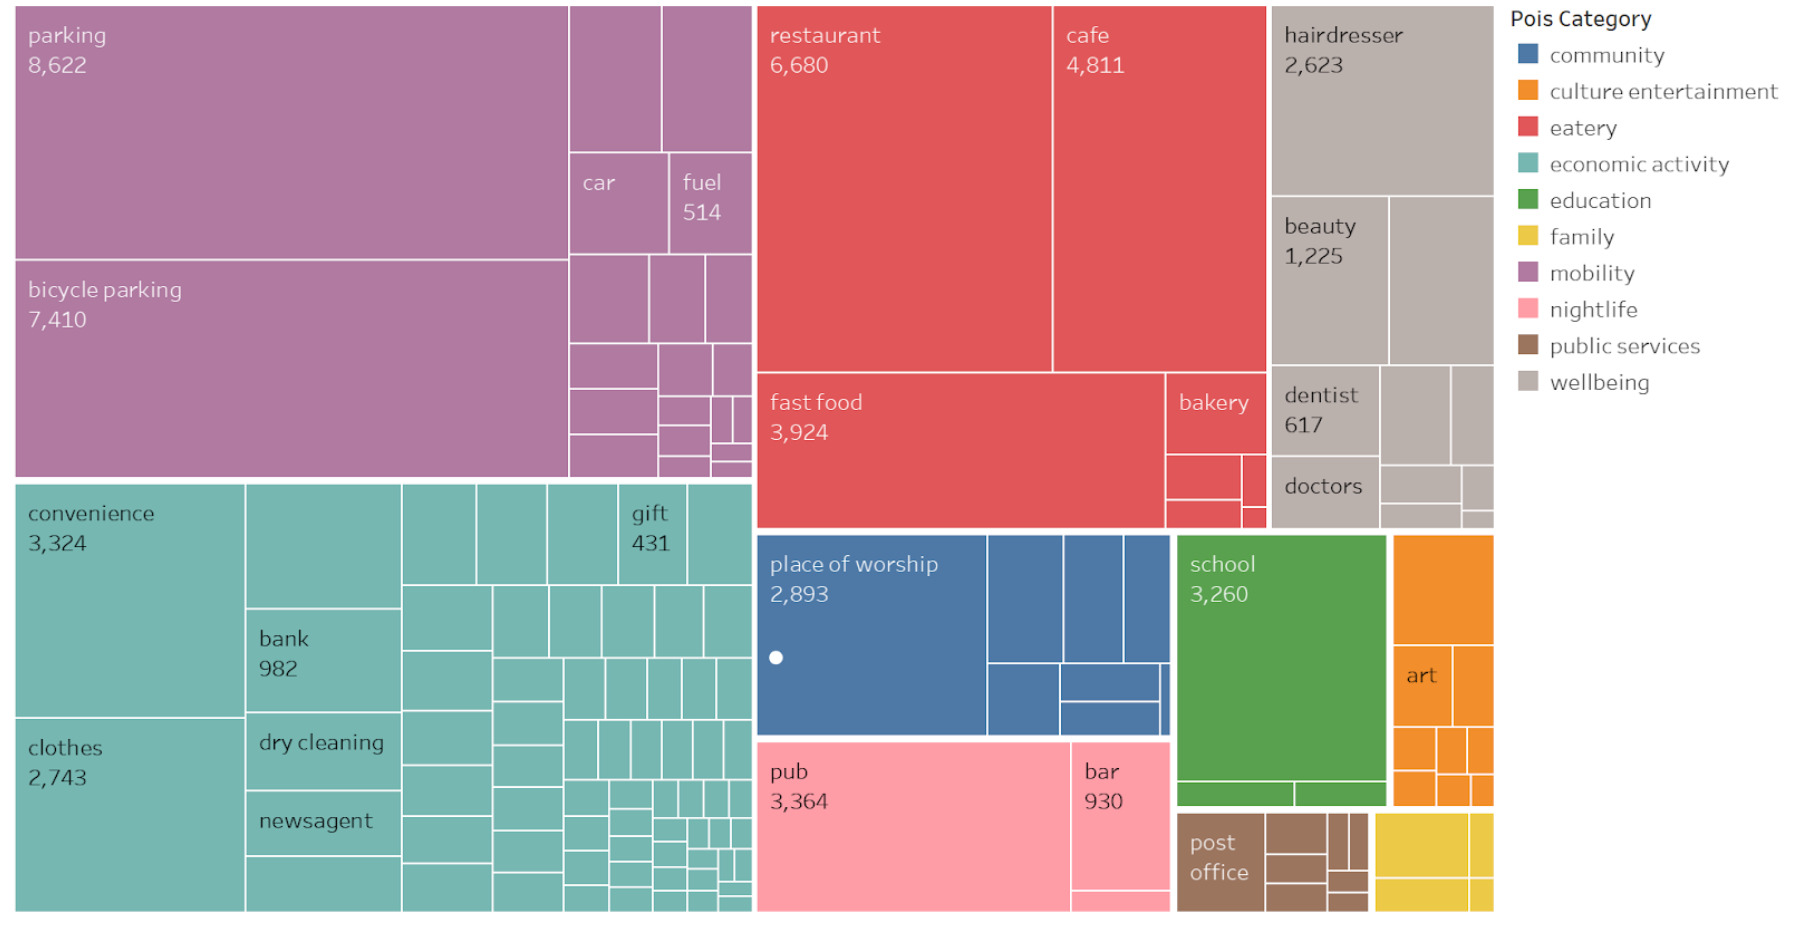 parking
8,622
car
fuel
514
bicycle parking
7,410
convenience
3,324
gift
431
bank
982
clothes
2,743
dry cleaning
newsagent
restaurant
6,680
cafe
4,811
fast food
3,924
bakery
hairdresser
2,623
beauty
1,225
dentist
617
doctors
place of worship
2,893
school
3,260
art
pub
3,364
bar
930
post
office
Pois Category
community
culture entertainment
eatery
economic activity
education
family
mobility
nightlife
public services
wellbeing